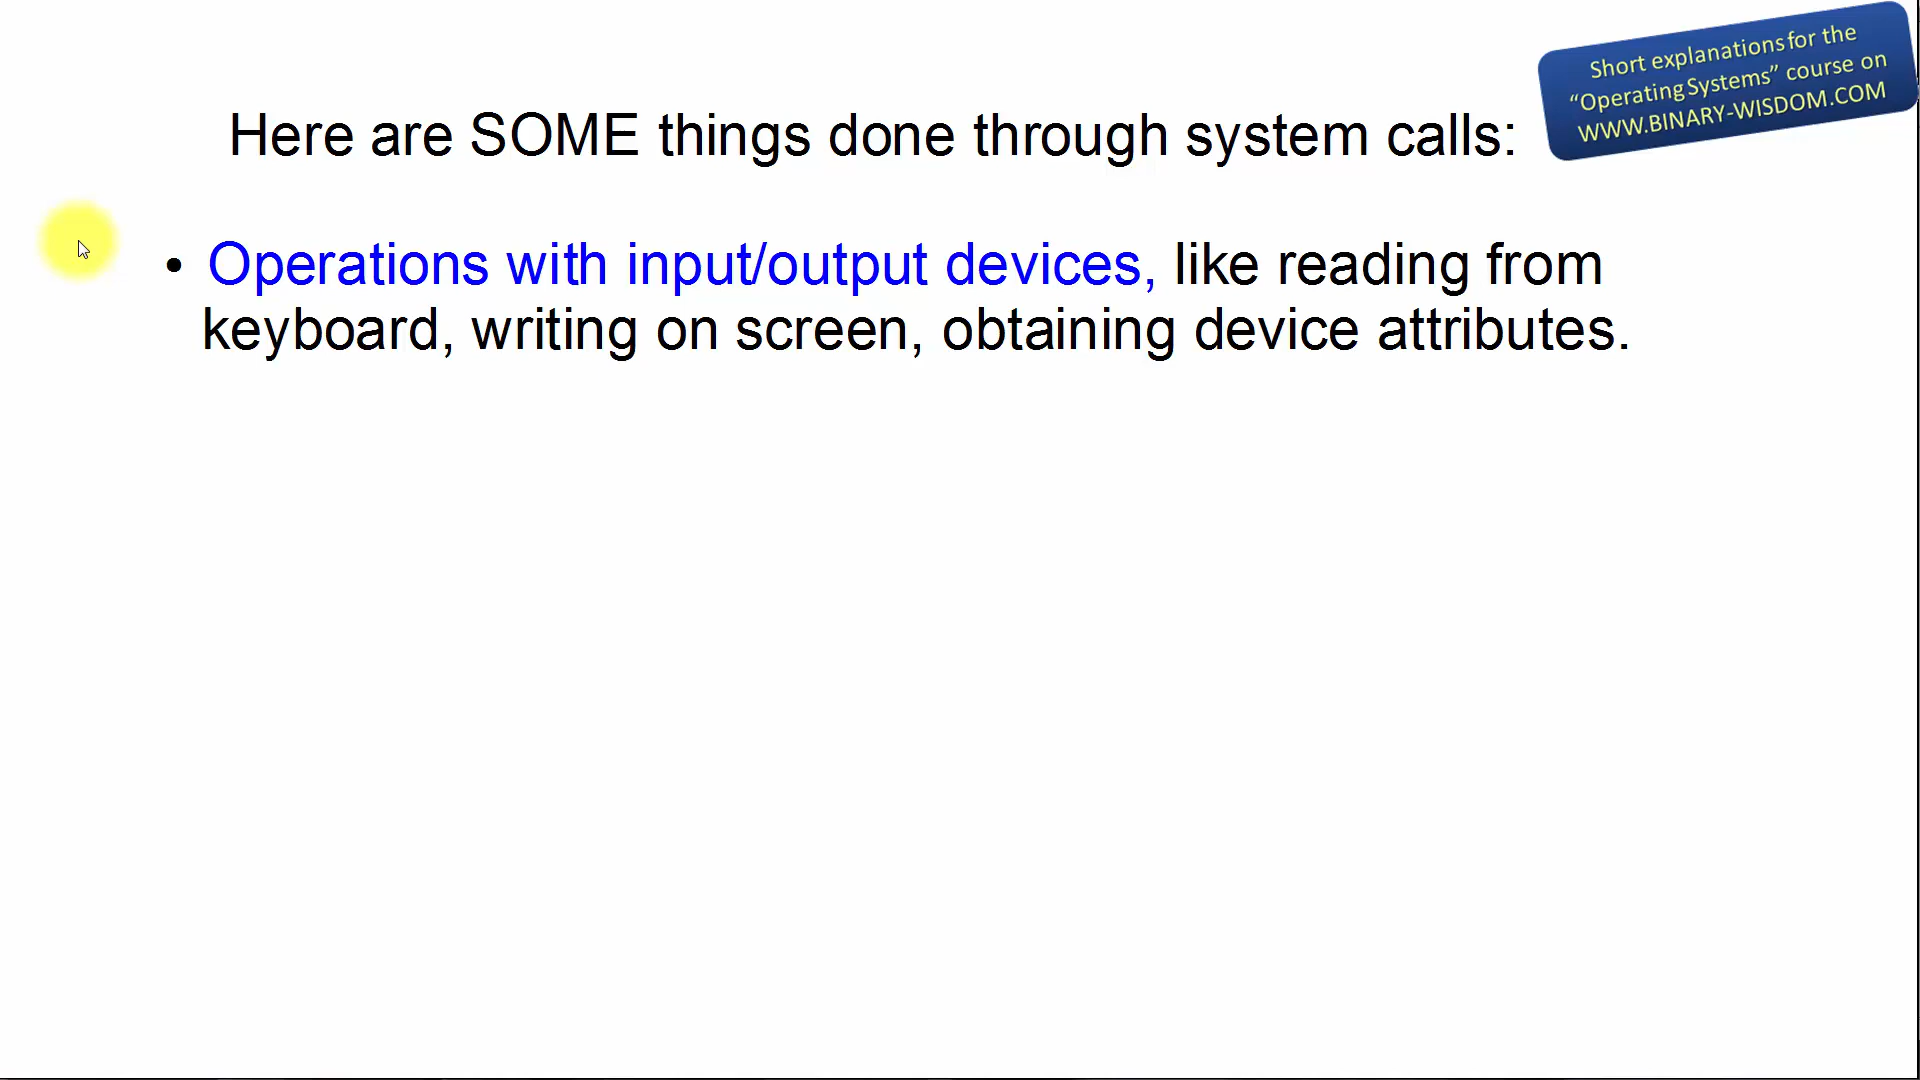 Short explanations for the
“Operating Systems” course on
WWW.BINARY-WISDOM.COM
Here are SOME things done through system calls:
• Operations with input/output devices, like reading from
keyboard, writing on screen, obtaining device attributes.